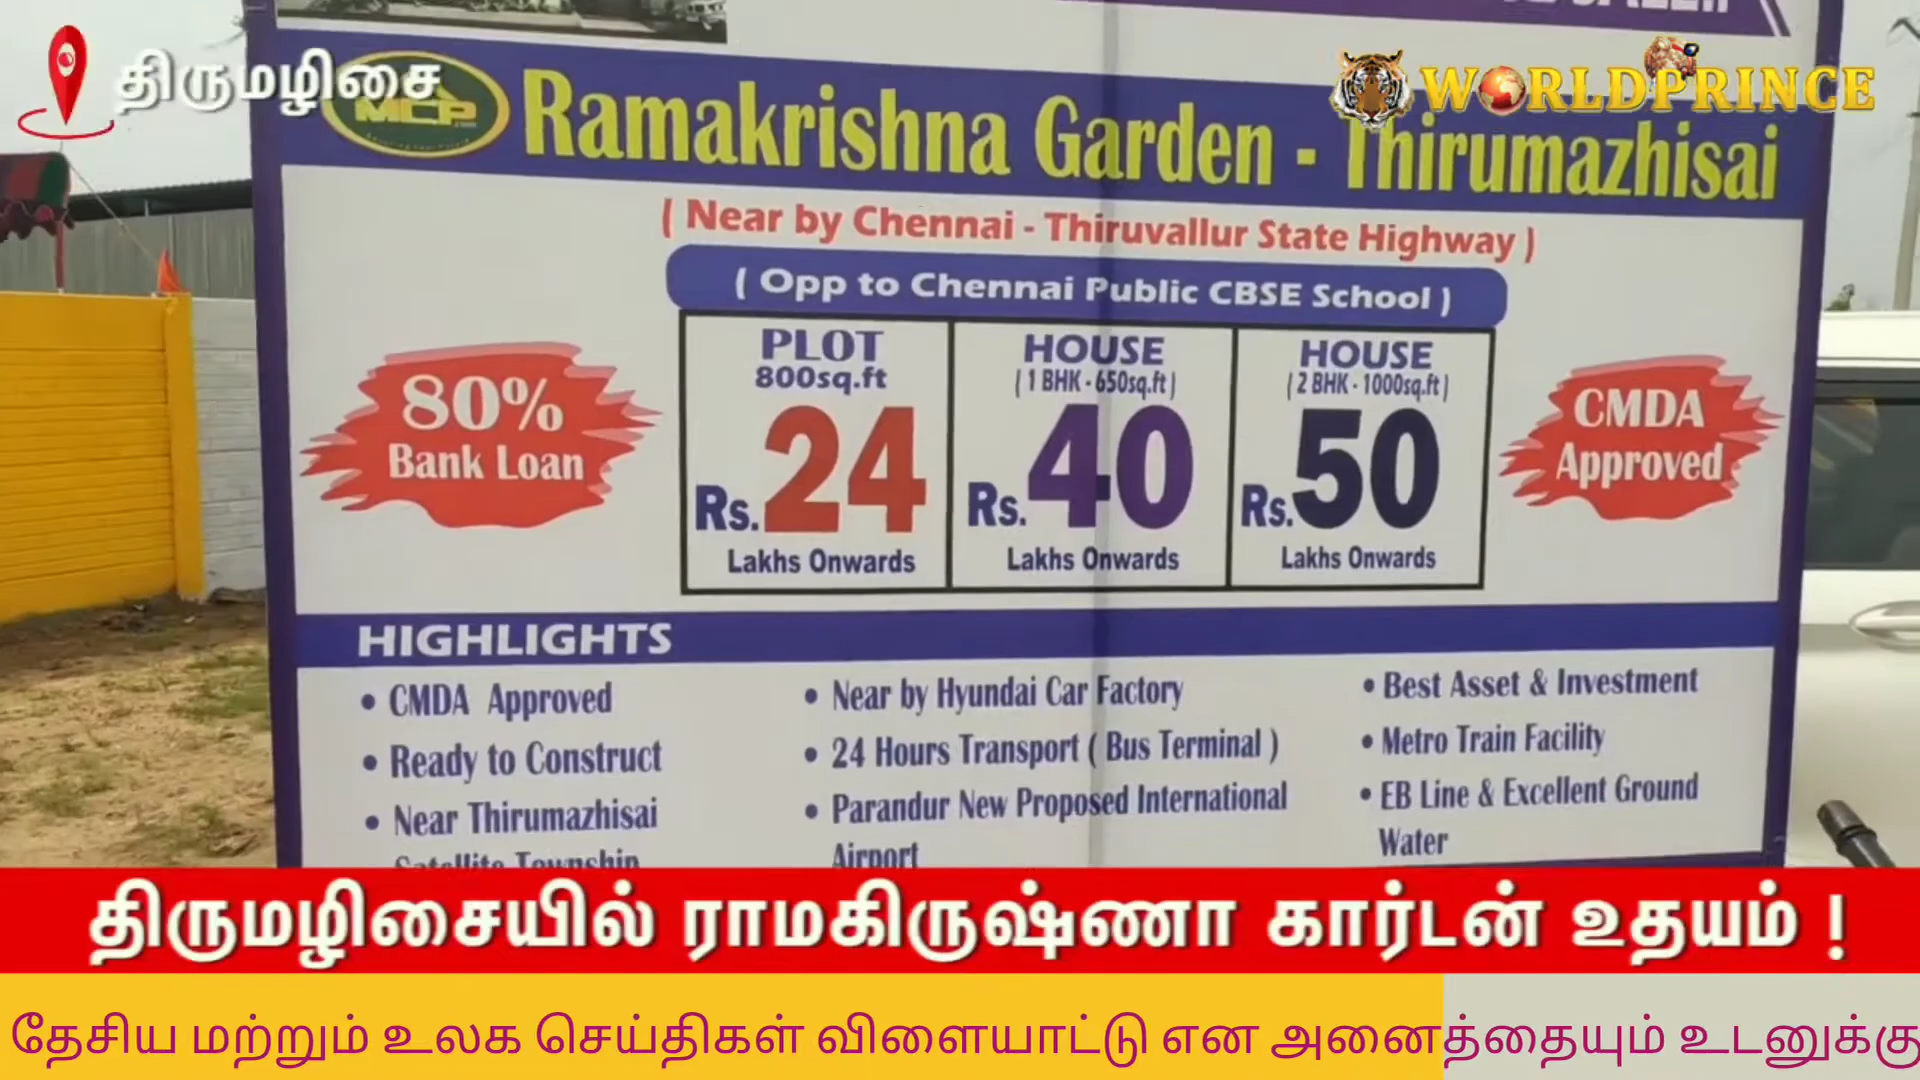 திருமழிசை
WORLDPRINCE
MCP
Ramakrishna Garden - Thirumazhisai
( Near by Chennai - Thiruvallur State Highway )
( Opp to Chennai Public CBSE School )
80%
Bank Loan
PLOT
800sq.ft
Rs.24
Lakhs Onwards
HOUSE
( 1 BHK - 650sq.ft )
Rs.40
Lakhs Onwards
HOUSE
( 2 BHK - 1000sq.ft )
Rs.50
Lakhs Onwards
CMDA
Approved
HIGHLIGHTS
• CMDA Approved
• Ready to Construct
• Near Thirumazhisai
Satellite Township
• Near by Hyundai Car Factory
• 24 Hours Transport ( Bus Terminal )
• Parandur New Proposed International
Airport
• Best Asset & Investment
• Metro Train Facility
• EB Line & Excellent Ground
Water
திருமழிசையில் ராமகிருஷ்ணா கார்டன் உதயம் !
தேசிய மற்றும் உலக செய்திகள் விளையாட்டு என அனைத்தையும் உடனுக்கு